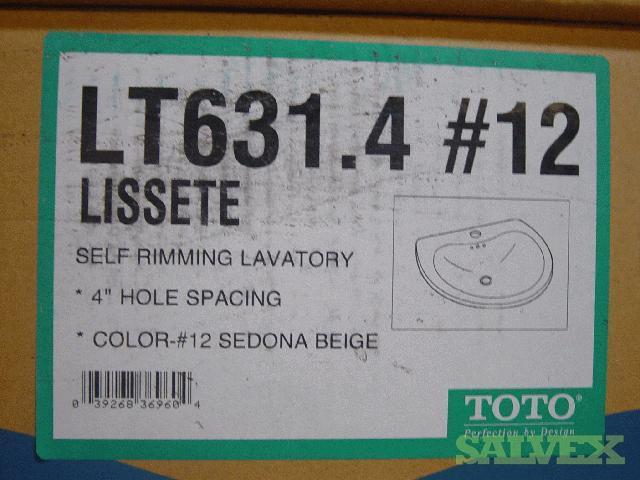 LT631.4 #12
LISSETE
SELF RIMMING LAVATORY
* 4" HOLE SPACING
* COLOR-#12 SEDONA BEIGE
0 39268 36960 4
TOTO®
Perfection by Design
SALVEX